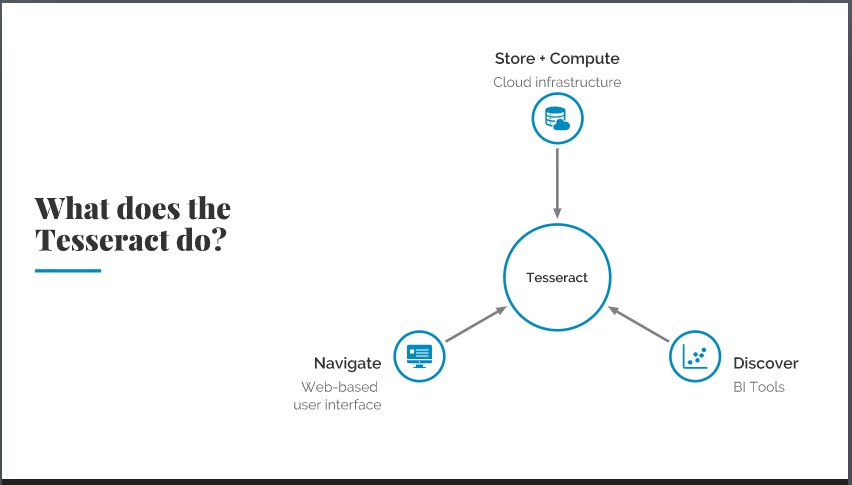 What does the
Tesseract do?
Store + Compute
Cloud infrastructure
Tesseract
Navigate
Web-based
user interface
Discover
BI Tools